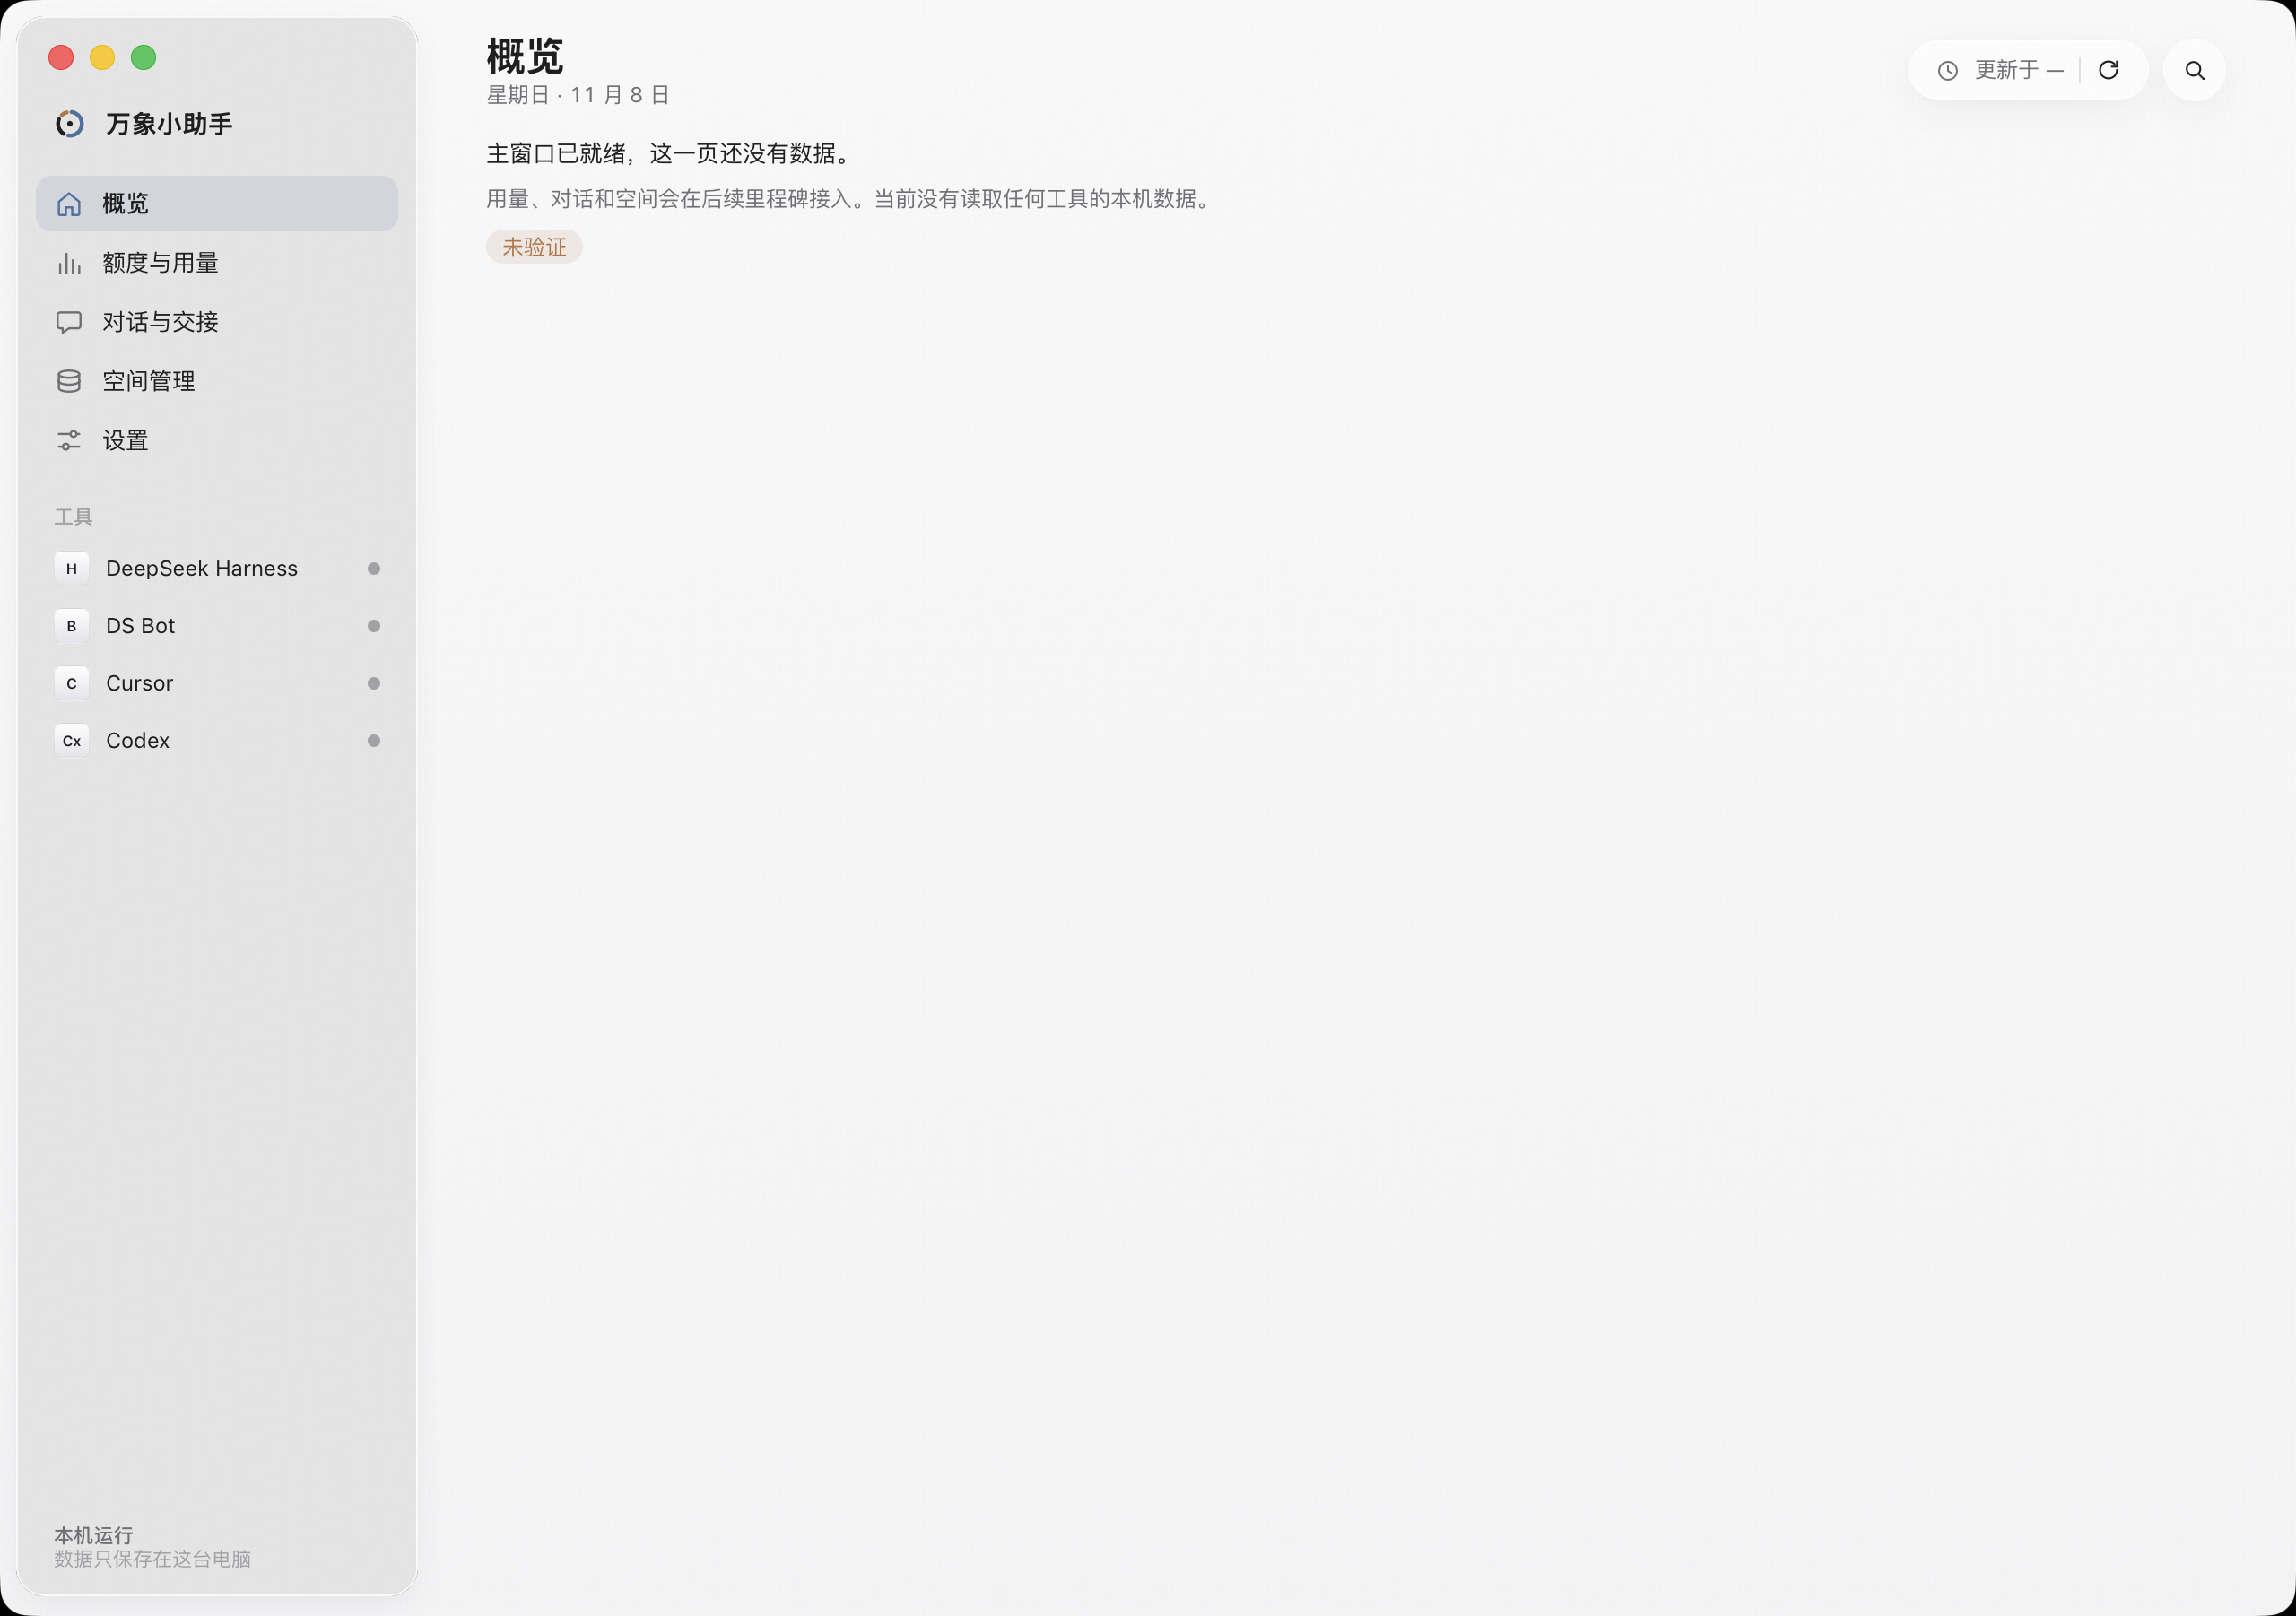 万象小助手
概览
额度与用量
对话与交接
空间管理
设置
工具
H DeepSeek Harness
B DS Bot
C Cursor
Cx Codex
本机运行
数据只保存在这台电脑
概览
星期日 · 11 月 8 日
更新于 —
主窗口已就绪，这一页还没有数据。
用量、对话和空间会在后续里程碑接入。当前没有读取任何工具的本机数据。
未验证